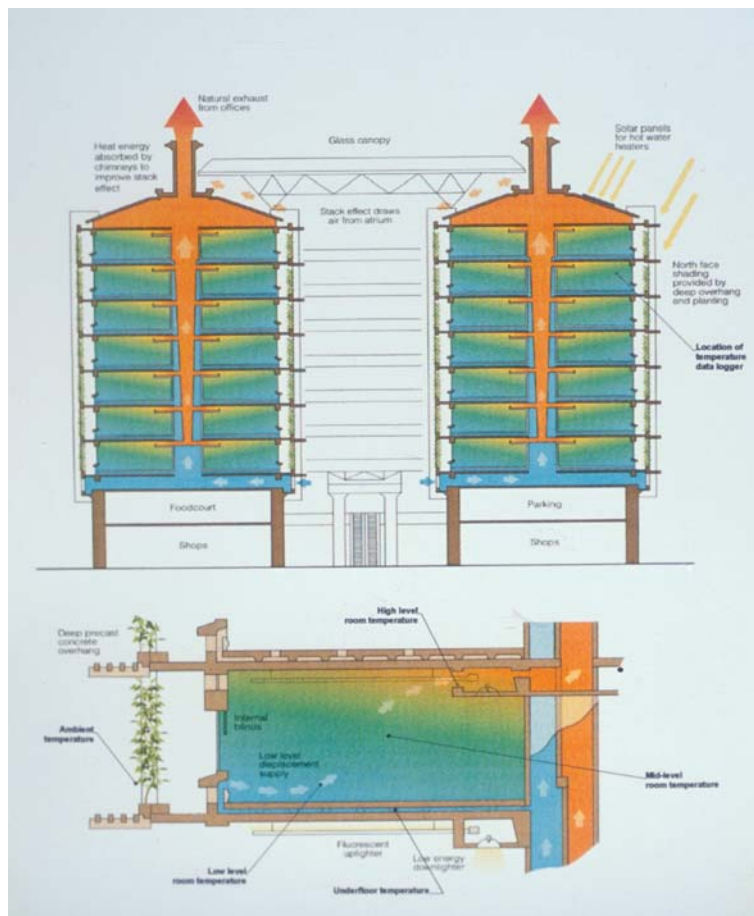 Natural exhaust
from offices
Heat energy
absorbed by
chimneys to
improve stack
effect
Glass canopy
Solar panels
for hot water
heaters
Stack effect draws
air from atrium
North face
shading
provided by
deep overhang
and planting
Location of
temperature
data logger
Foodcourt
Parking
Shops
Shops
High level
room temperature
Deep precast
concrete
overhang
Ambient
temperature
Internal
blinds
Low level
displacement
supply
Mid-level
room temperature
Fluorescent
uplighter
Low energy
downlighter
Low level
room temperature
Underfloor temperature